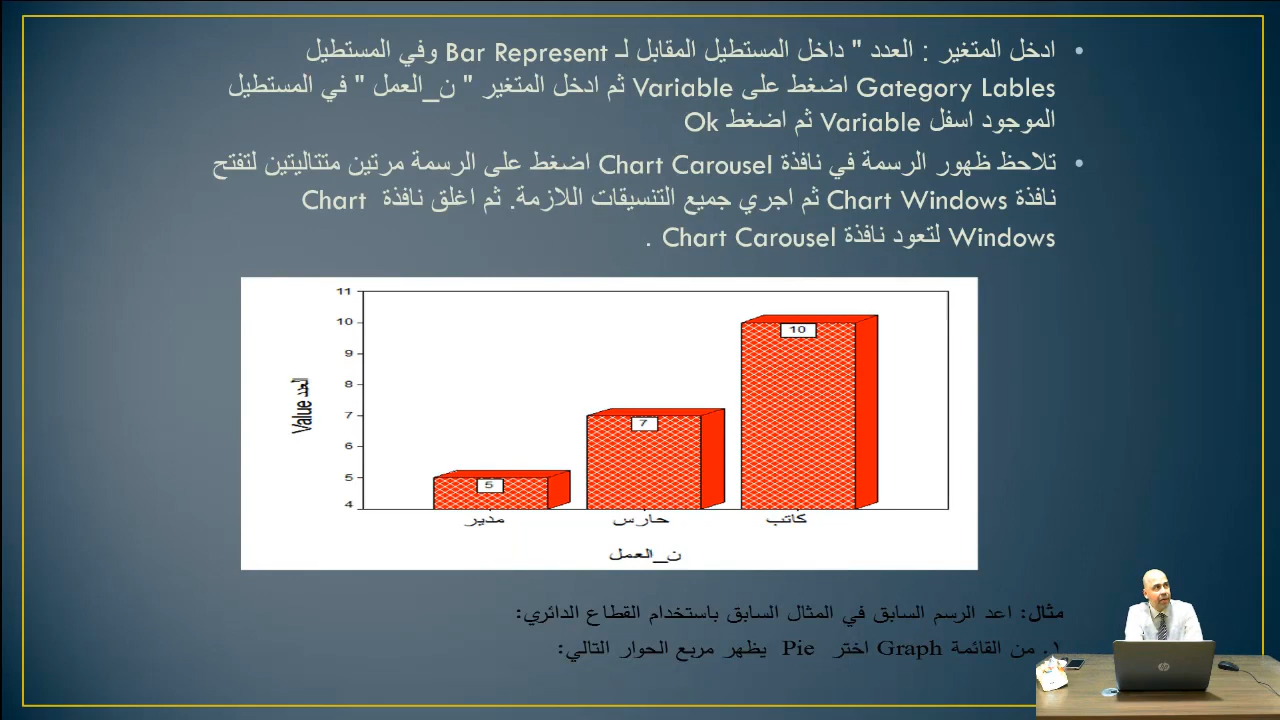 ادخل المتغير : العدد " داخل المستطيل المقابل لـ Bar Represent وفي المستطيل
Gategory Lables اضغط على Variable ثم ادخل المتغير " ن_العمل " في المستطيل
الموجود اسفل Variable ثم اضغط Ok
تلاحظ ظهور الرسمة في نافذة Chart Carousel اضغط على الرسمة مرتين متتاليتين لتفتح
نافذة Chart Windows ثم اجري جميع التنسيقات اللازمة. ثم اغلق نافذة Chart
Windows لتعود نافذة Chart Carousel .
11
10
9
8
7
6
5
4
Value العدد
5
7
10
مدير
حارس
كاتب
ن_العمل
مثال: اعد الرسم السابق في المثال السابق باستخدام القطاع الدائري:
١. من القائمة Graph اختر Pie يظهر مربع الحوار التالي:
hp